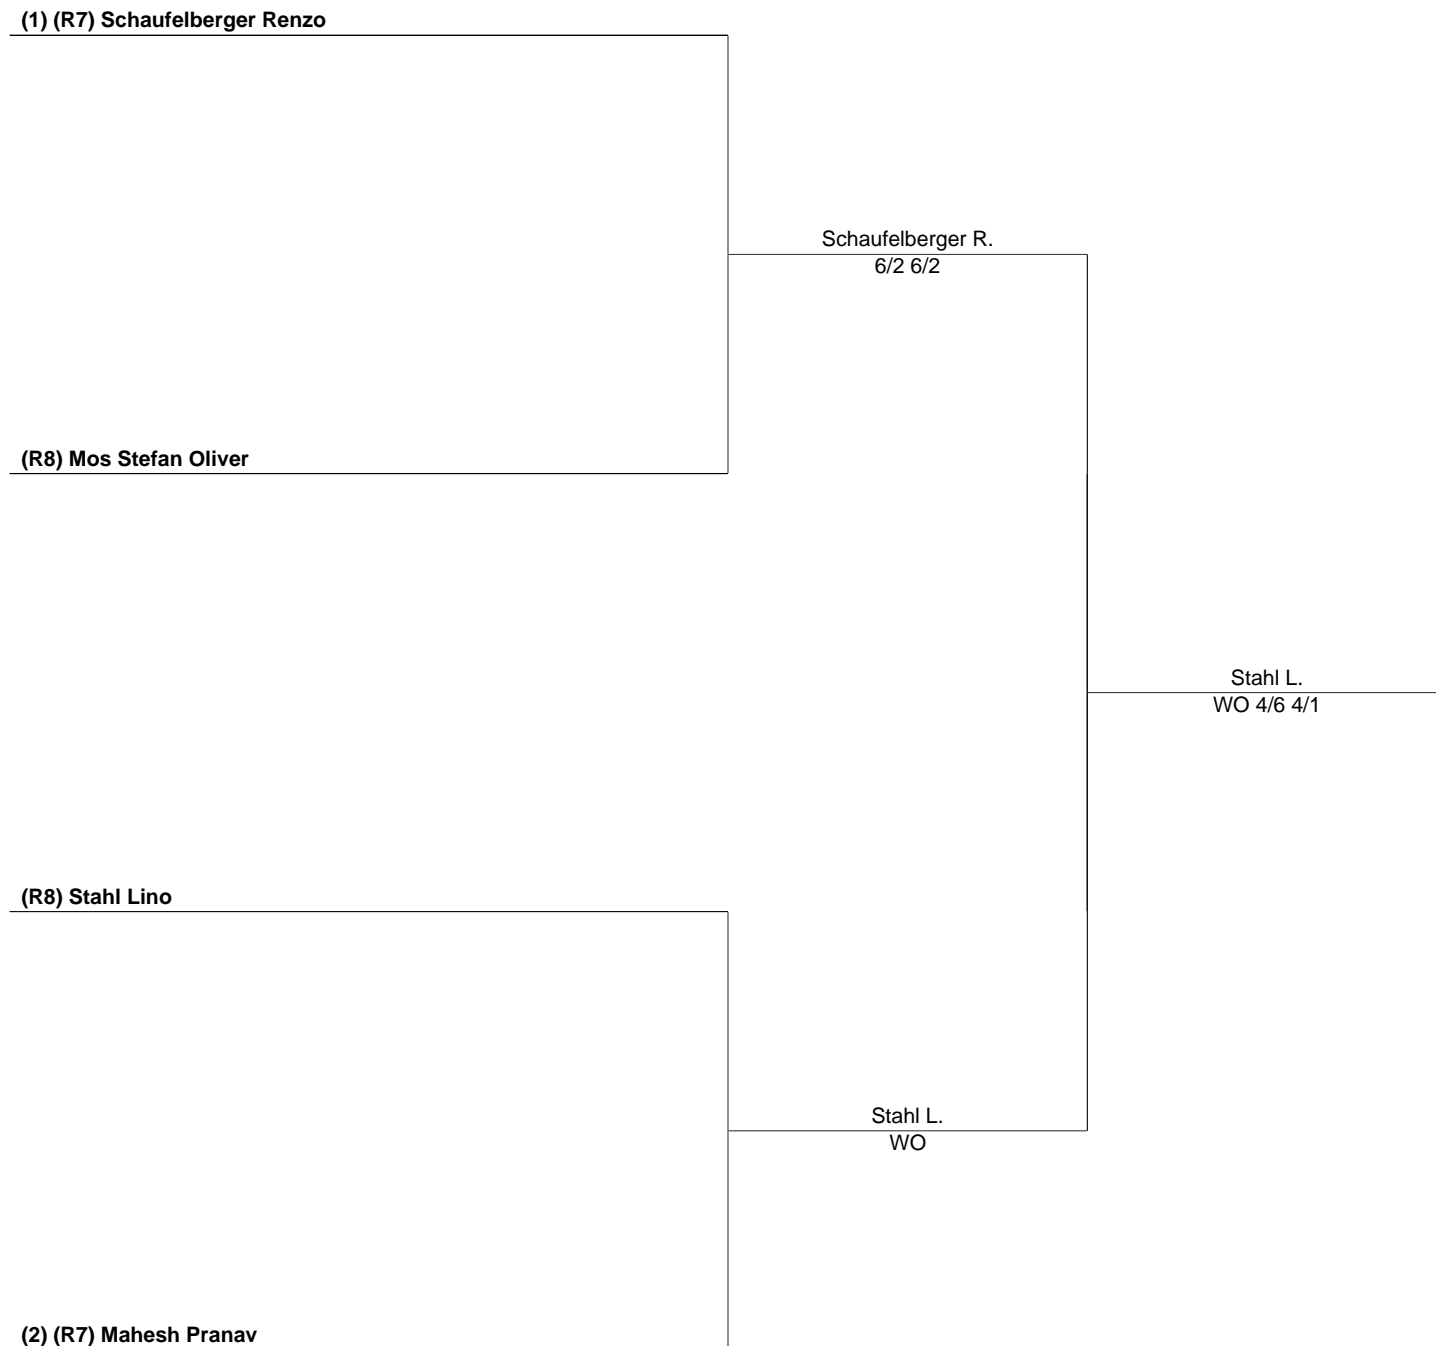 (1) (R7) Schaufelberger Renzo
Schaufelberger R.
6/2 6/2
(R8) Mos Stefan Oliver
Stahl L.
WO 4/6 4/1
(R8) Stahl Lino
Stahl L.
WO
(2) (R7) Mahesh Pranav